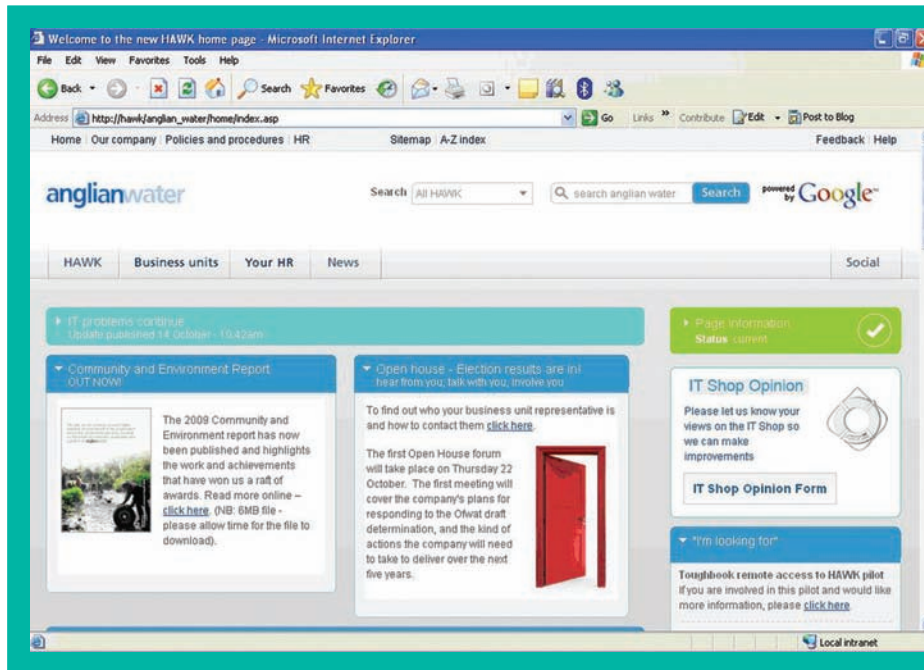 Welcome to the new HAWK home page - Microsoft Internet Explorer
File Edit View Favorites Tools Help
Back Search Favorites
Address http://hawk/anglian_water/home/index.asp Go Links » Contribute Edit Post to Blog
Home Our company Policies and procedures HR Sitemap A-Z index Feedback Help
anglianwater Search All HAWK search anglian water Search powered by Google™
HAWK Business units Your HR News Social
IT problems continue
Update published 14 October - 10.42am
Page information
Status current
Community and Environment Report
OUT NOW!
The 2009 Community and
Environment report has now
been published and highlights
the work and achievements
that have won us a raft of
awards. Read more online –
click here. (NB: 6MB file -
please allow time for the file to
download).
Open house - Election results are in!
hear from you, talk with you, involve you
To find out who your business unit representative is
and how to contact them click here.
The first Open House forum
will take place on Thursday 22
October. The first meeting will
cover the company's plans for
responding to the Ofwat draft
determination, and the kind of
actions the company will need
to take to deliver over the next
five years.
IT Shop Opinion
Please let us know your
views on the IT Shop so
we can make
improvements
IT Shop Opinion Form
"I'm looking for"
Toughbook remote access to HAWK pilot
If you are involved in this pilot and would like
more information, please click here
Local intranet